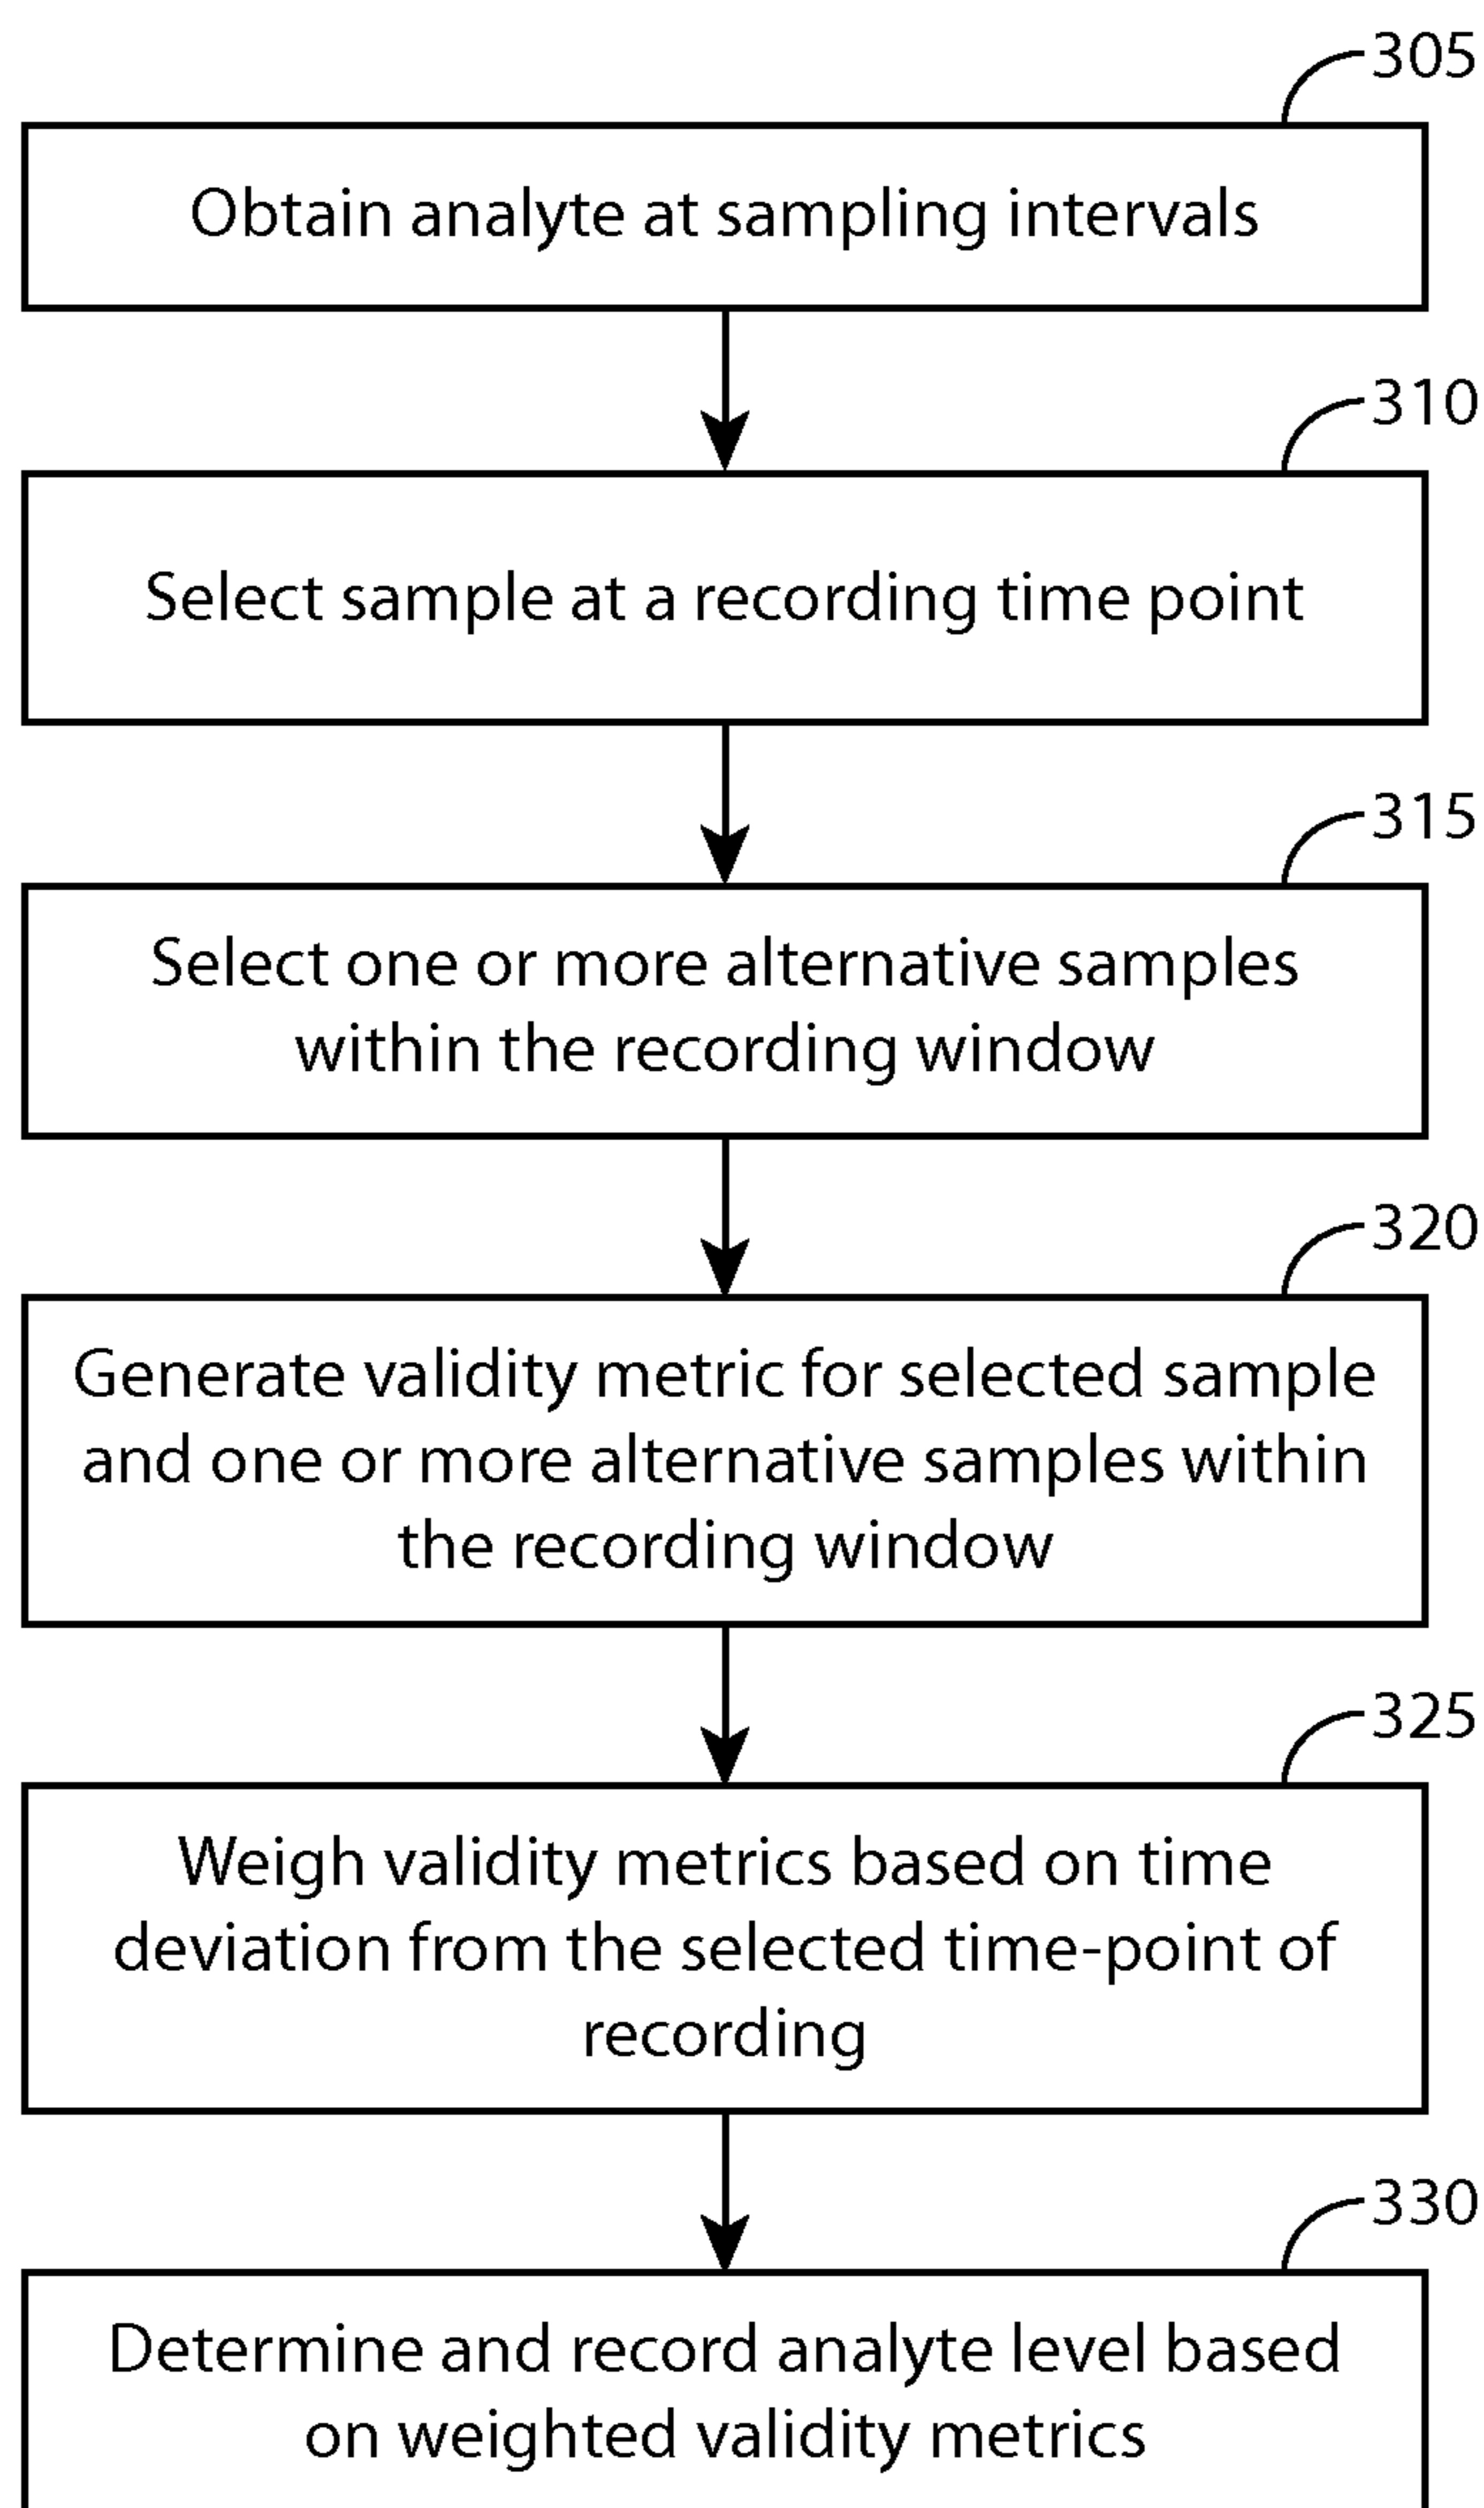 305
Obtain analyte at sampling intervals
310
Select sample at a recording time point
315
Select one or more alternative samples
within the recording window
320
Generate validity metric for selected sample
and one or more alternative samples within
the recording window
325
Weigh validity metrics based on time
deviation from the selected time-point of
recording
330
Determine and record analyte level based
on weighted validity metrics